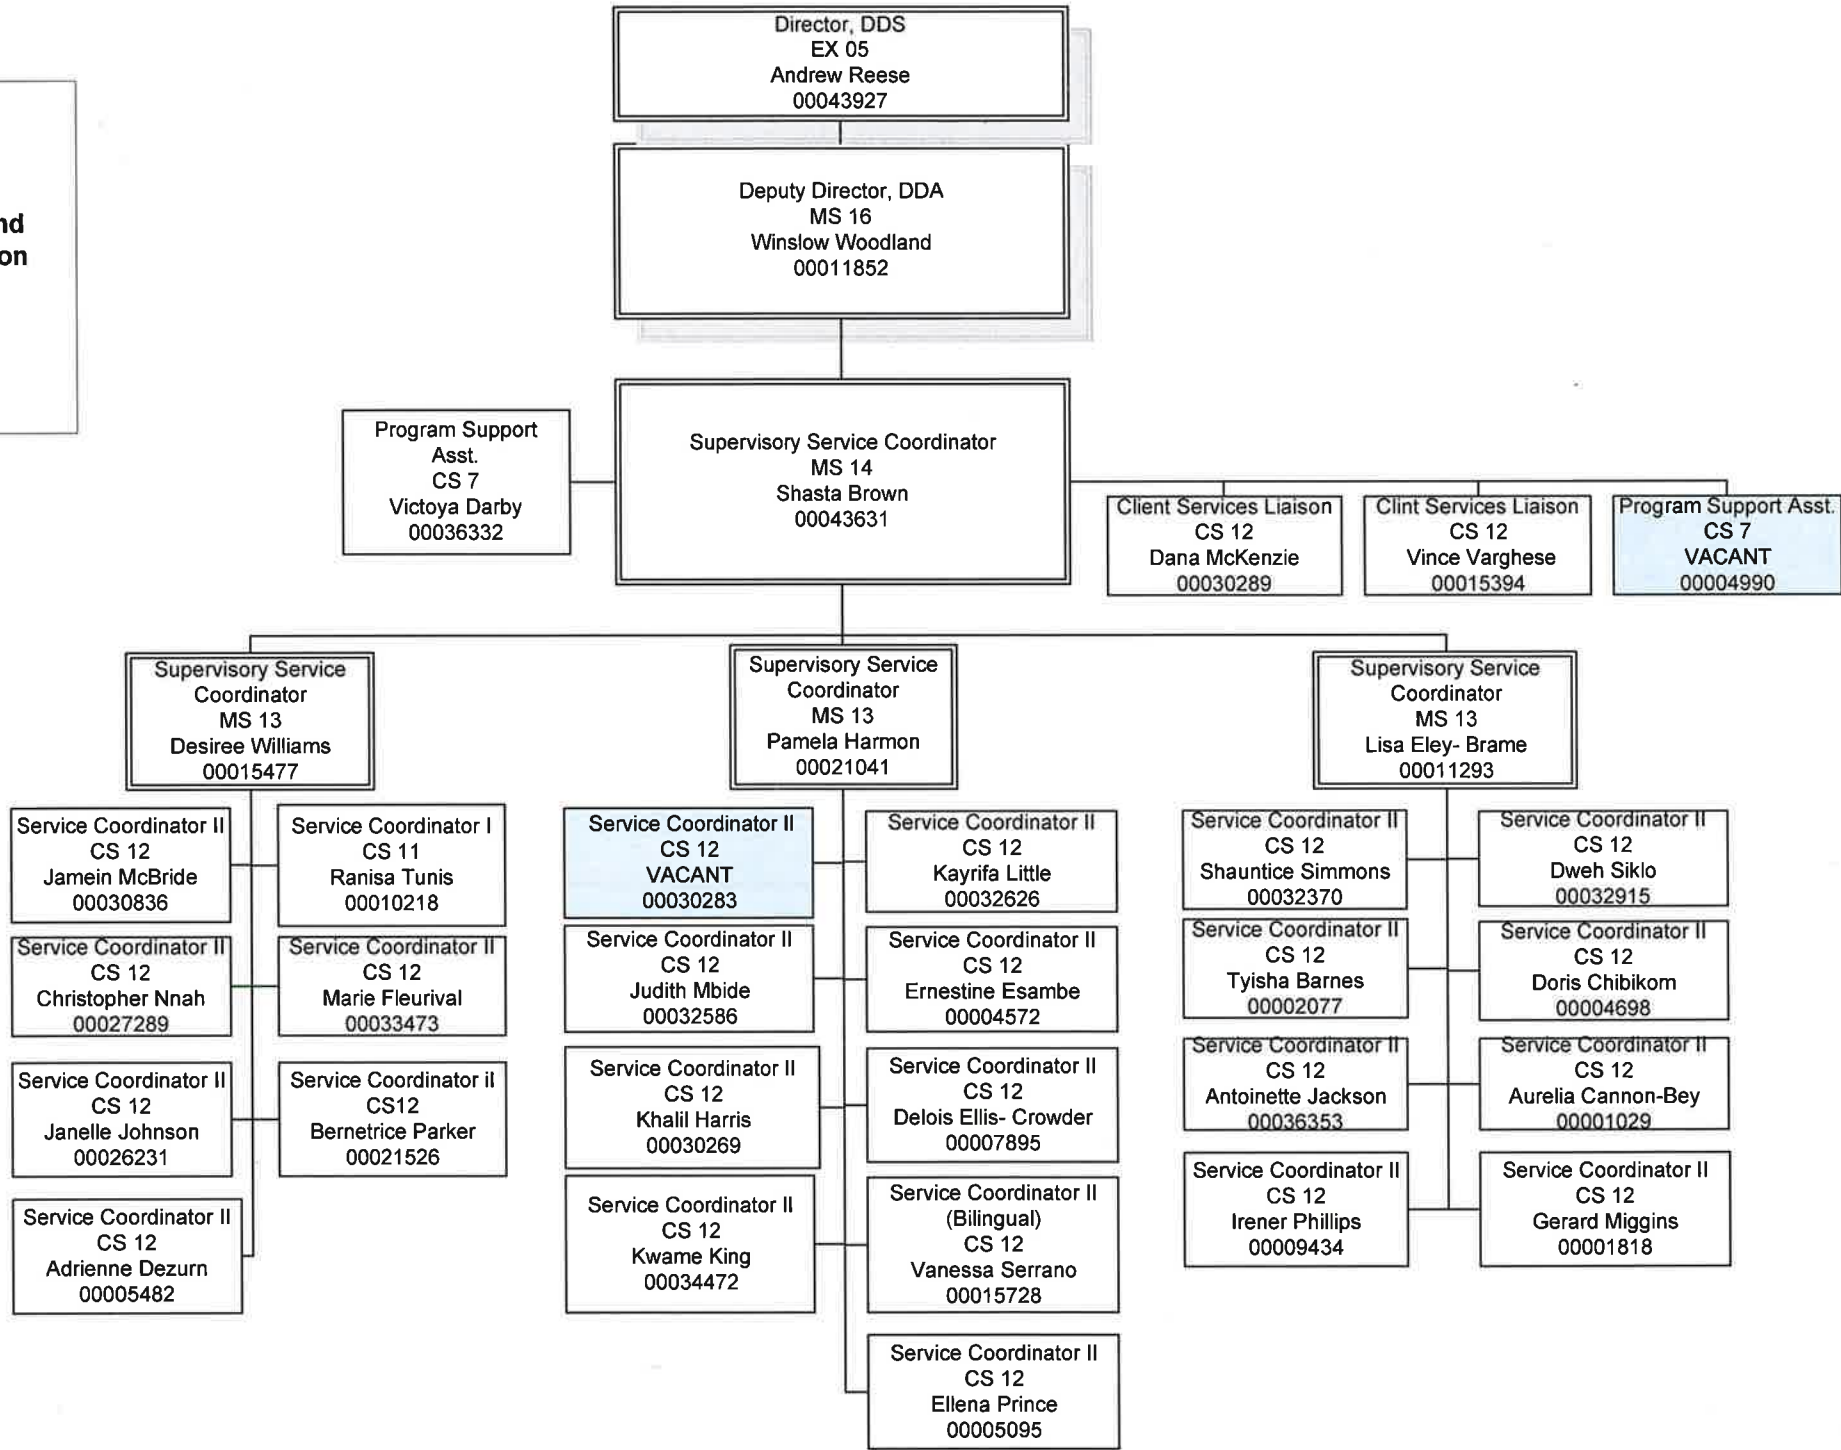 Director, DDS
EX 05
Andrew Reese
00043927
nd
on
Deputy Director, DDA
MS 16
Winslow Woodland
00011852
Program Support
Asst.
CS 7
Victoya Darby
00036332
Supervisory Service Coordinator
MS 14
Shasta Brown
00043631
Client Services Liaison
CS 12
Dana McKenzie
00030289
Clint Services Liaison
CS 12
Vince Varghese
00015394
Program Support Asst.
CS 7
VACANT
00004990
Supervisory Service
Coordinator
MS 13
Desiree Williams
00015477
Supervisory Service
Coordinator
MS 13
Pamela Harmon
00021041
Supervisory Service
Coordinator
MS 13
Lisa Eley- Brame
00011293
Service Coordinator II
CS 12
Jamein McBride
00030836
Service Coordinator I
CS 11
Ranisa Tunis
00010218
Service Coordinator II
CS 12
Christopher Nnah
00027289
Service Coordinator II
CS 12
Marie Fleurival
00033473
Service Coordinator II
CS 12
Janelle Johnson
00026231
Service Coordinator iI
CS12
Bernetrice Parker
00021526
Service Coordinator II
CS 12
Adrienne Dezurn
00005482
Service Coordinator II
CS 12
VACANT
00030283
Service Coordinator II
CS 12
Kayrifa Little
00032626
Service Coordinator II
CS 12
Judith Mbide
00032586
Service Coordinator II
CS 12
Ernestine Esambe
00004572
Service Coordinator II
CS 12
Khalil Harris
00030269
Service Coordinator II
CS 12
Delois Ellis- Crowder
00007895
Service Coordinator II
CS 12
Kwame King
00034472
Service Coordinator II
(Bilingual)
CS 12
Vanessa Serrano
00015728
Service Coordinator II
CS 12
Ellena Prince
00005095
Service Coordinator II
CS 12
Shauntice Simmons
00032370
Service Coordinator II
CS 12
Dweh Siklo
00032915
Service Coordinator II
CS 12
Tyisha Barnes
00002077
Service Coordinator II
CS 12
Doris Chibikom
00004698
Service Coordinator II
CS 12
Antoinette Jackson
00036353
Service Coordinator II
CS 12
Aurelia Cannon-Bey
00001029
Service Coordinator II
CS 12
Irener Phillips
00009434
Service Coordinator II
CS 12
Gerard Miggins
00001818